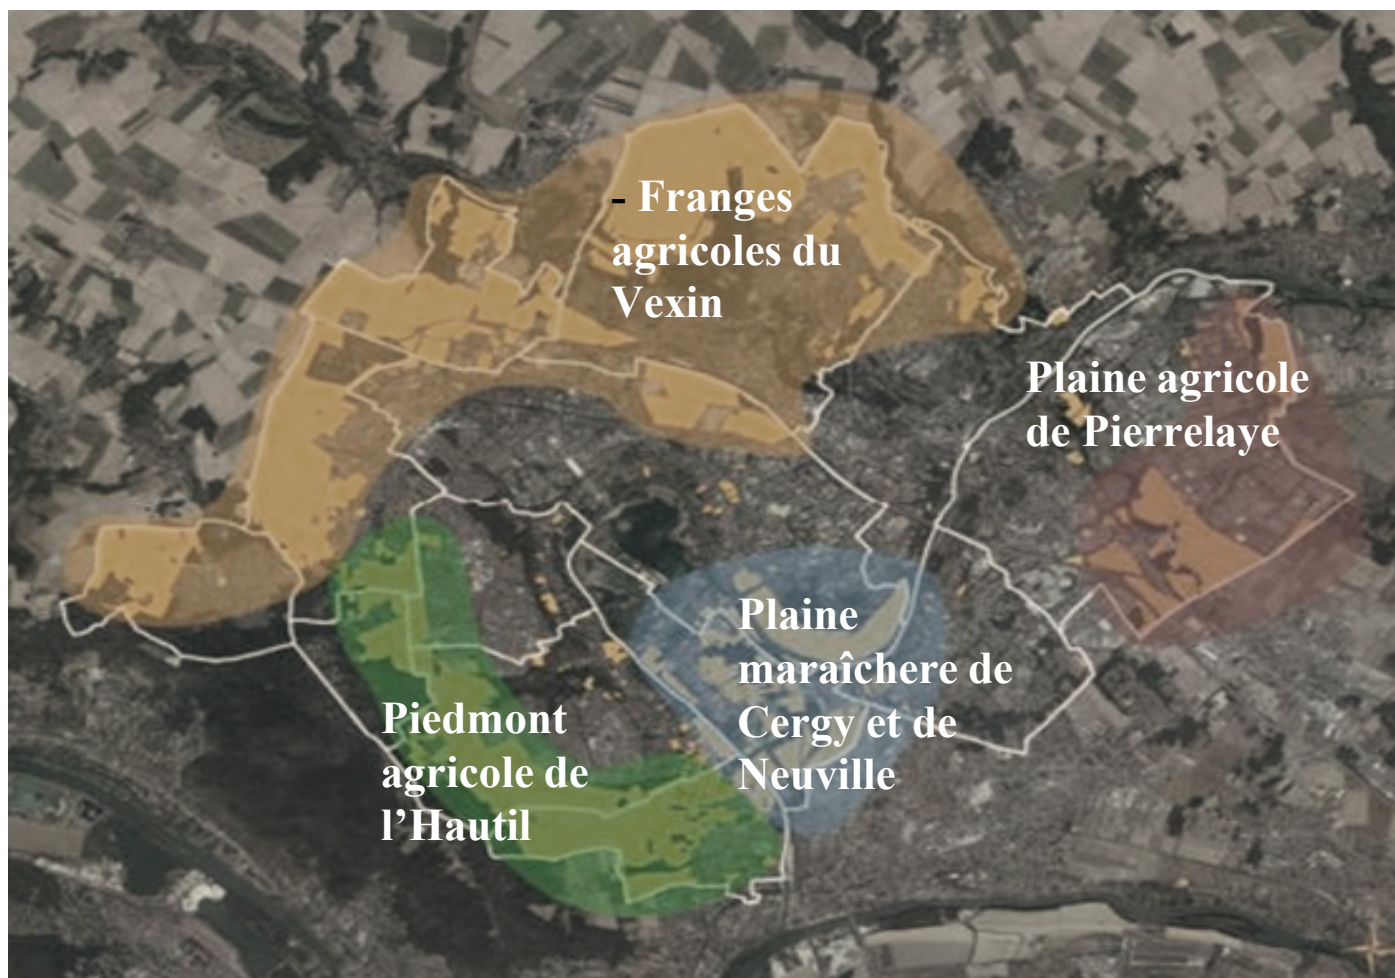 - Franges
agricoles du
Vexin
Plaine agricole
de Pierrelaye
Plaine
maraîchere de
Cergy et de
Neuville
Piedmont
agricole de
l’Hautil